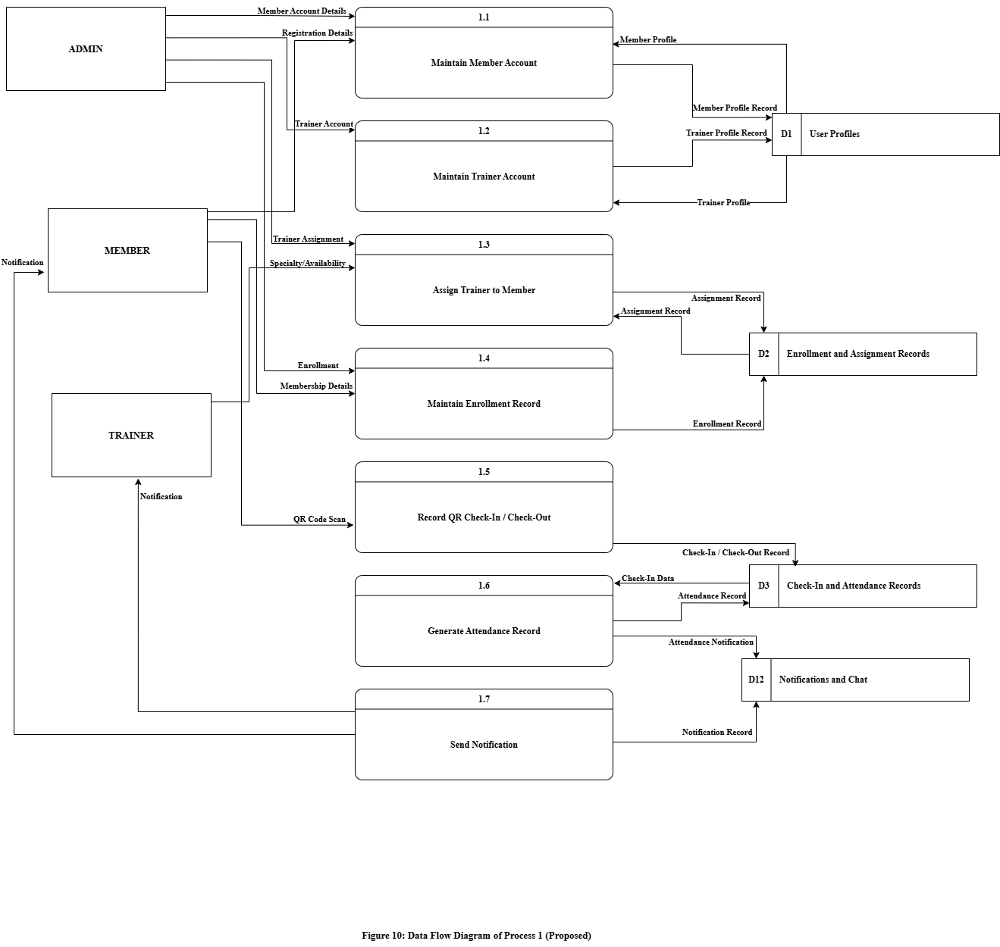 Member Account Details
1.1
Registration Details
Member Profile
ADMIN
Maintain Member Account
Member Profile Record
Trainer Account
1.2
Trainer Profile Record
D1
User Profiles
Maintain Trainer Account
Trainer Profile
Trainer Assignment
1.3
MEMBER
Notification
Specialty/Availability
Assign Trainer to Member
Assignment Record
Assignment Record
D2
Enrollment and Assignment Records
1.4
Enrollment
Membership Details
Maintain Enrollment Record
Enrollment Record
TRAINER
1.5
Notification
QR Code Scan
Record QR Check-In / Check-Out
Check-In / Check-Out Record
Check-In Data
1.6
D3
Check-In and Attendance Records
Attendance Record
Generate Attendance Record
Attendance Notification
D12
Notifications and Chat
1.7
Notification Record
Send Notification
Figure 10: Data Flow Diagram of Process 1 (Proposed)